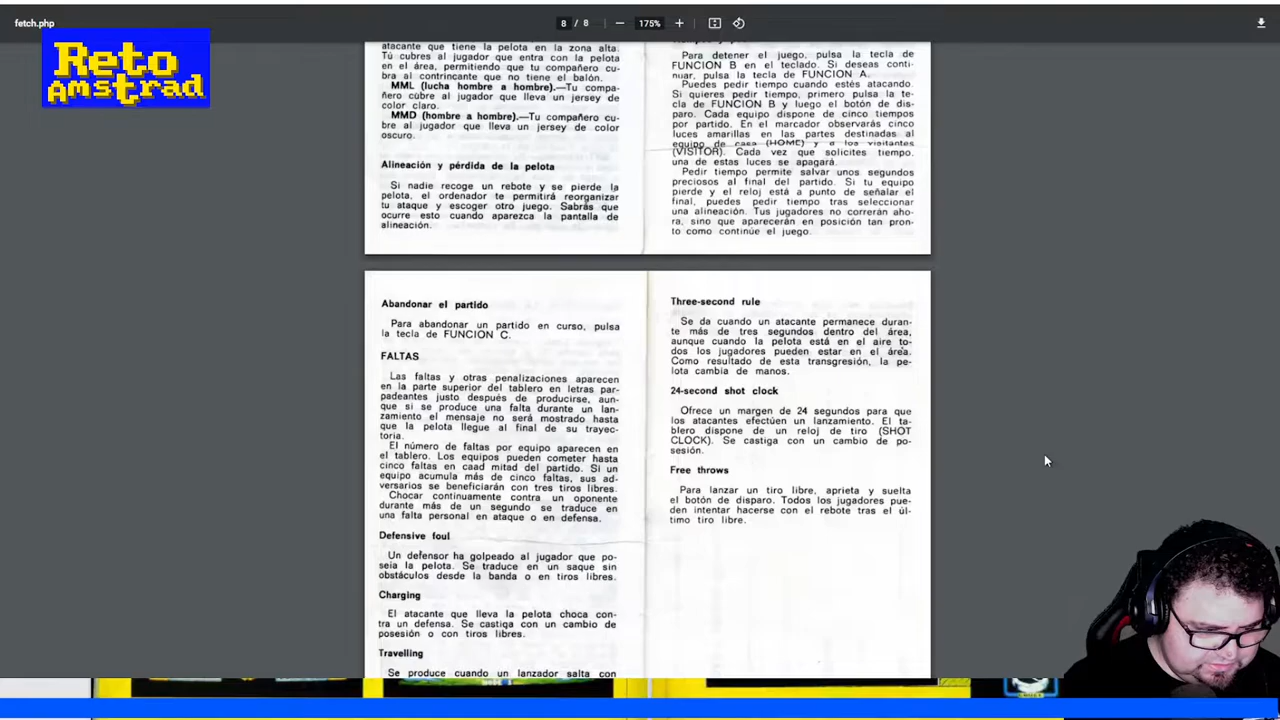 fetch.php
8 / 8
175%
Reto
Amstrad
atacante que tiene la pelota en la zona alta.
Tú cubres al jugador que entra con la pelota
en el área, permitiendo que tu compañero cu-
bra al contrincante que no tiene el balón.
MML (lucha hombre a hombre).—Tu compa-
ñero cubre al jugador que lleva un jersey de
color claro.
MMD (hombre a hombre).—Tu compañero cu-
bre al jugador que lleva un jersey de color
oscuro.
Alineación y pérdida de la pelota
Si nadie recoge un rebote y se pierde la
pelota, el ordenador te permitirá reorganizar
tu ataque y escoger otro juego. Sabrás que
ocurre esto cuando aparezca la pantalla de
alineación.
Para detener el juego, pulsa la tecla de
FUNCION B en el teclado. Si deseas conti-
nuar, pulsa la tecla de FUNCION A.
Puedes pedir tiempo cuando estés atacando.
Si quieres pedir tiempo, primero pulsa la te-
cla de FUNCION B y luego el botón de dis-
paro. Cada equipo dispone de cinco tiempos
por partido. En el marcador observarás cinco
luces amarillas en las partes destinadas al
equipo de casa (HOME) y a los visitantes
(VISITOR). Cada vez que solicites tiempo,
una de estas luces se apagará.
Pedir tiempo permite salvar unos segundos
preciosos al final del partido. Si tu equipo
pierde y el reloj está a punto de señalar el
final, puedes pedir tiempo tras seleccionar
una alineación. Tus jugadores no correrán aho-
ra, sino que aparecerán en posición tan pron-
to como continúe el juego.
Abandonar el partido
Para abandonar un partido en curso, pulsa
la tecla de FUNCION C.
FALTAS
Las faltas y otras penalizaciones aparecen
en la parte superior del tablero en letras par-
padeantes justo después de producirse, aun-
que si se produce una falta durante un lan-
zamiento el mensaje no será mostrado hasta
que la pelota llegue al final de su trayec-
toria.
El número de faltas por equipo aparecen en
el tablero. Los equipos pueden cometer hasta
cinco faltas en caad mitad del partido. Si un
equipo acumula más de cinco faltas, sus ad-
versarios se beneficiarán con tres tiros libres.
Chocar continuamente contra un oponente
durante más de un segundo se traduce en
una falta personal en ataque o en defensa.
Defensive foul
Un defensor ha golpeado al jugador que po-
seia la pelota. Se traduce en un saque sin
obstáculos desde la banda o en tiros libres.
Charging
El atacante que lleva la pelota choca con-
tra un defensa. Se castiga con un cambio de
posesión o con tiros libres.
Travelling
Se produce cuando un lanzador salta con
Three-second rule
Se da cuando un atacante permanece duran-
te más de tres segundos dentro del área,
aunque cuando la pelota está en el aire to-
dos los jugadores pueden estar en el área.
Como resultado de esta transgresión, la pe-
lota cambia de manos.
24-second shot clock
Ofrece un margen de 24 segundos para que
los atacantes efectúen un lanzamiento. El ta-
blero dispone de un reloj de tiro (SHOT
CLOCK). Se castiga con un cambio de po-
sesión.
Free throws
Para lanzar un tiro libre, aprieta y suelta
el botón de disparo. Todos los jugadores pue-
den intentar hacerse con el rebote tras el úl-
timo tiro libre.